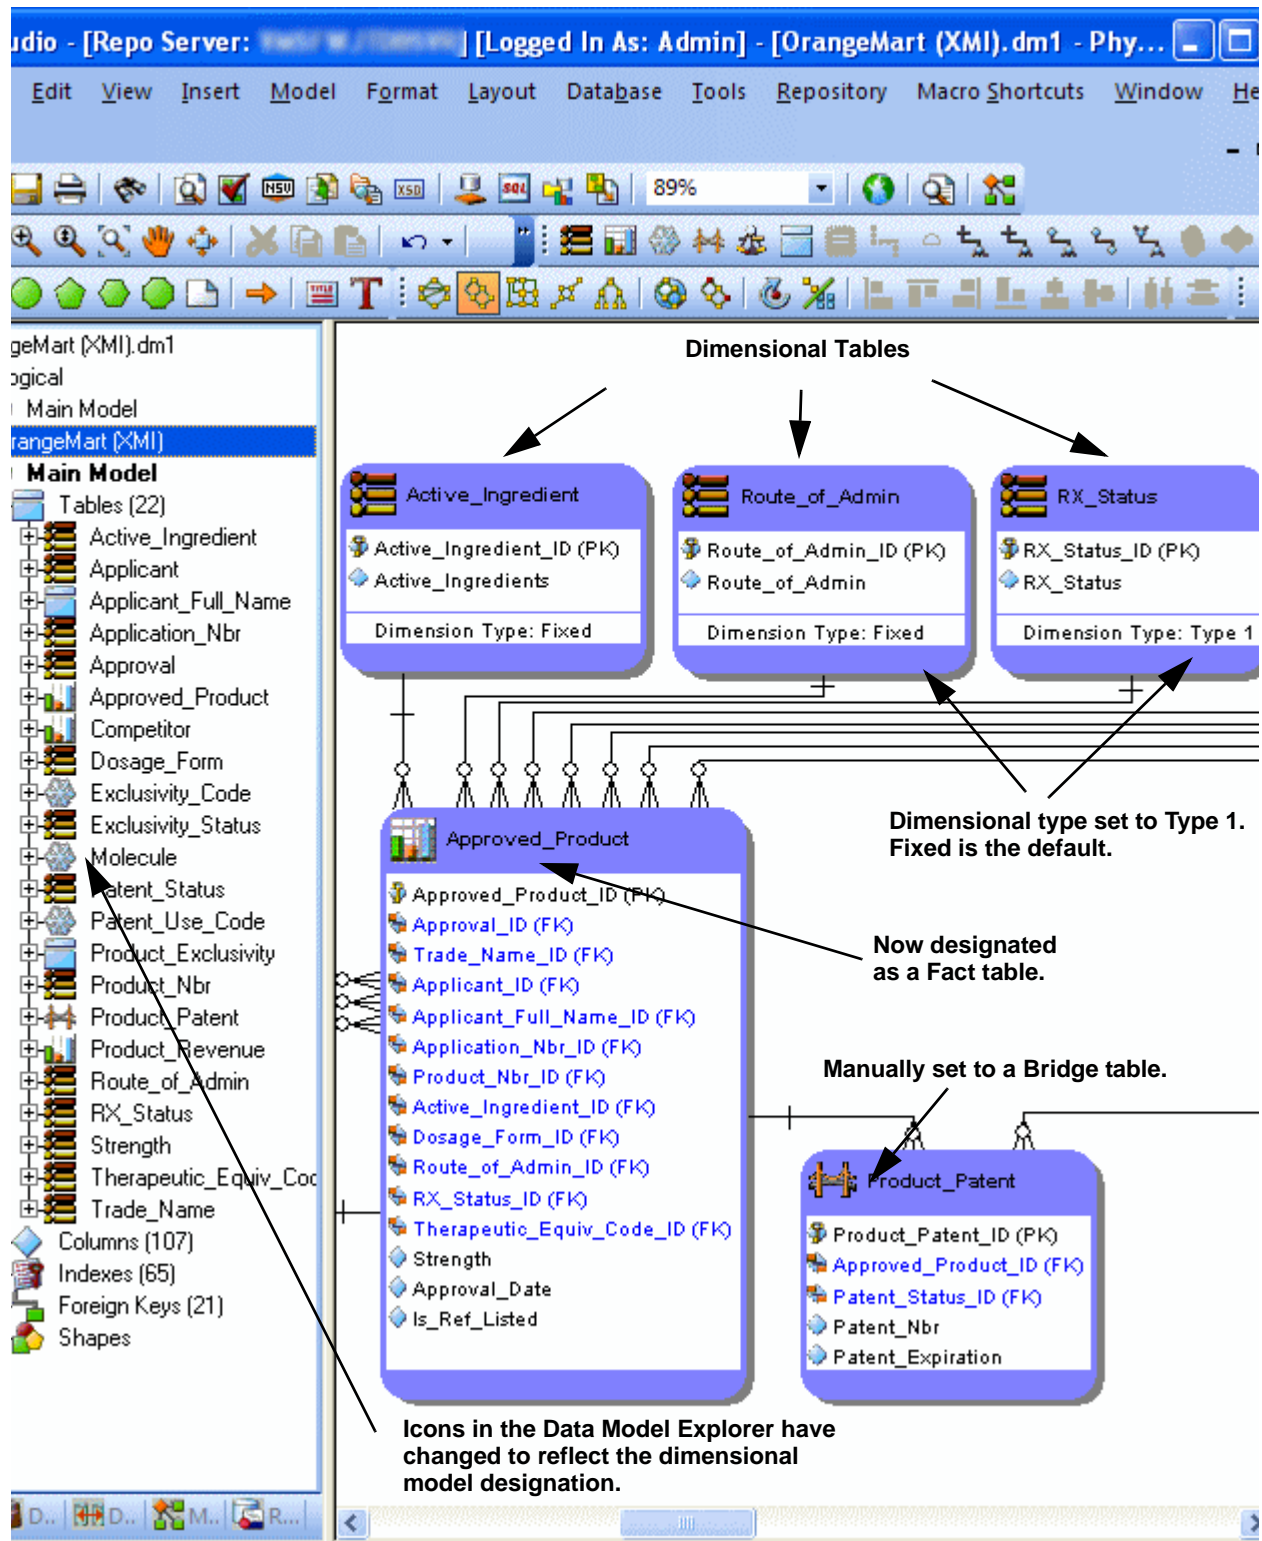 udio - [Repo Server: ] [Logged In As: Admin] - [OrangeMart (XMI).dm1 - Phy...
Edit View Insert Model Format Layout Database Tools Repository Macro Shortcuts Window He
NSU XSD SQL 89%
TITLE T
geMart (XMI).dm1
ogical
Main Model
rangeMart (XMI)
Main Model
Tables (22)
Active_Ingredient
Applicant
Applicant_Full_Name
Application_Nbr
Approval
Approved_Product
Competitor
Dosage_Form
Exclusivity_Code
Exclusivity_Status
Molecule
Patent_Status
Patent_Use_Code
Product_Exclusivity
Product_Nbr
Product_Patent
Product_Revenue
Route_of_Admin
RX_Status
Strength
Therapeutic_Equiv_Coc
Trade_Name
Columns (107)
Indexes (65)
Foreign Keys (21)
Shapes
D... D... M... R...
Dimensional Tables
Active_Ingredient
Active_Ingredient_ID (PK)
Active_Ingredients
Dimension Type: Fixed
Route_of_Admin
Route_of_Admin_ID (PK)
Route_of_Admin
Dimension Type: Fixed
RX_Status
RX_Status_ID (PK)
RX_Status
Dimension Type: Type 1
Dimensional type set to Type 1.
Fixed is the default.
Approved_Product
Approved_Product_ID (PK)
Approval_ID (FK)
Trade_Name_ID (FK)
Applicant_ID (FK)
Applicant_Full_Name_ID (FK)
Application_Nbr_ID (FK)
Product_Nbr_ID (FK)
Active_Ingredient_ID (FK)
Dosage_Form_ID (FK)
Route_of_Admin_ID (FK)
RX_Status_ID (FK)
Therapeutic_Equiv_Code_ID (FK)
Strength
Approval_Date
Is_Ref_Listed
Now designated
as a Fact table.
Manually set to a Bridge table.
Product_Patent
Product_Patent_ID (PK)
Approved_Product_ID (FK)
Patent_Status_ID (FK)
Patent_Nbr
Patent_Expiration
Icons in the Data Model Explorer have
changed to reflect the dimensional
model designation.